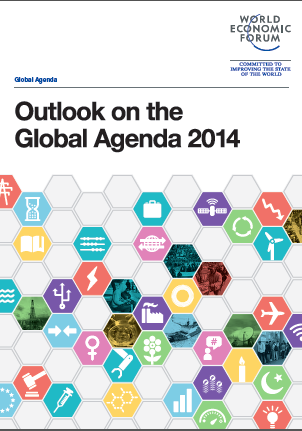 WORLD
ECONOMIC
FORUM
COMMITTED TO
IMPROVING THE STATE
OF THE WORLD
Global Agenda
Outlook on the
Global Agenda 2014
#